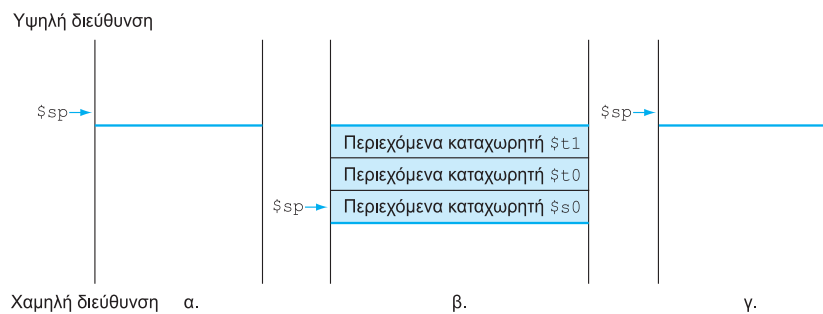 Υψηλή διεύθυνση
$sp
$sp
Περιεχόμενα καταχωρητή $t1
Περιεχόμενα καταχωρητή $t0
$sp
Περιεχόμενα καταχωρητή $s0
Χαμηλή διεύθυνση α. β. γ.